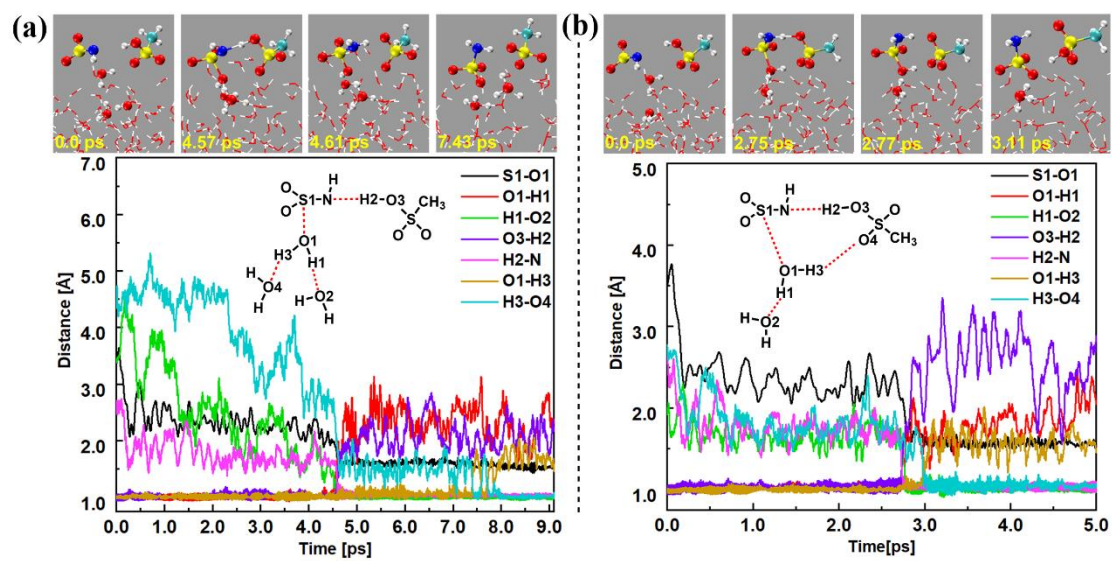 (a)
0.0 ps
4.57 ps
4.61 ps
7.43 ps
7.0
6.0
5.0
4.0
3.0
2.0
1.0
Distance [Å]
0.0 1.0 2.0 3.0 4.0 5.0 6.0 7.0 8.0 9.0
Time [ps]
S1-O1
O1-H1
H1-O2
O3-H2
H2-N
O1-H3
H3-O4
H
O
S1-N H2-O3 CH3
O
S
O O
O1
H3 H1
H
O4
H
H O2
H
(b)
0.0 ps
2.75 ps
2.77 ps
3.11 ps
5.0
4.0
3.0
2.0
1.0
Distance [Å]
0.0 1.0 2.0 3.0 4.0 5.0
Time[ps]
S1-O1
O1-H1
H1-O2
O3-H2
H2-N
O1-H3
H3-O4
H
O
S1-N H2-O3 O
O
S
O4 CH3
O1-H3
H1
H-O2
H